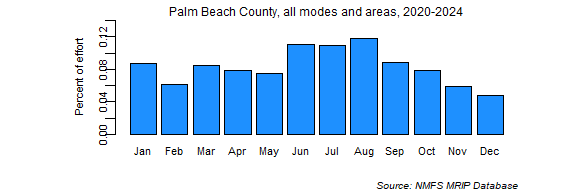 Palm Beach County, all modes and areas, 2020-2024
Percent of effort
0.12
0.08
0.04
0.00
Jan Feb Mar Apr May Jun Jul Aug Sep Oct Nov Dec
Source: NMFS MRIP Database